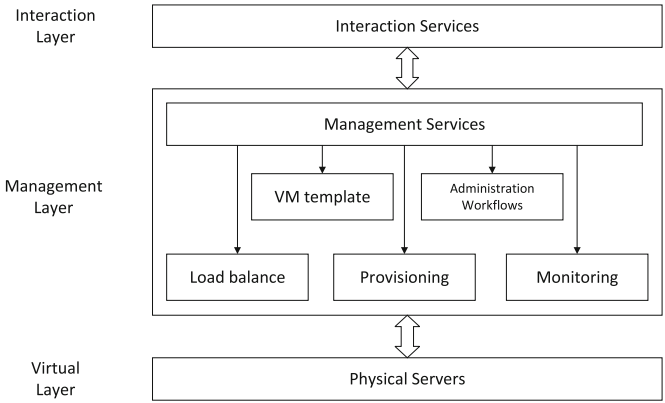 Interaction
Layer
Interaction Services
Management
Layer
Management Services
VM template
Administration
Workflows
Load balance
Provisioning
Monitoring
Virtual
Layer
Physical Servers